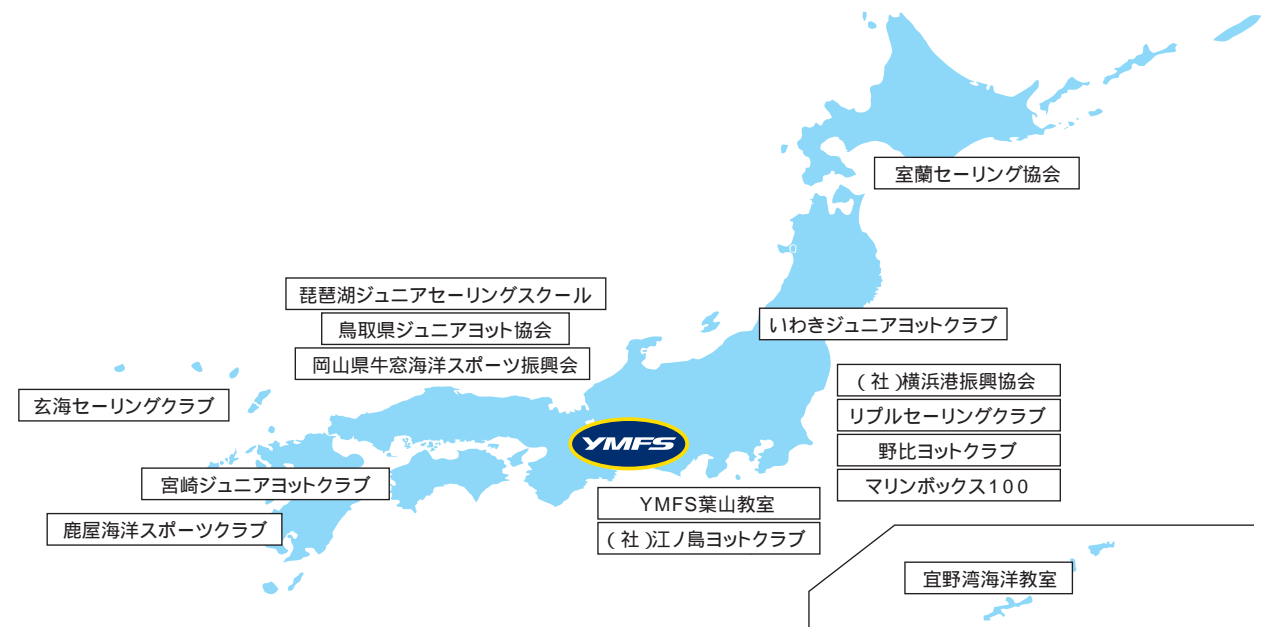 室蘭セーリング協会
琵琶湖ジュニアセーリングスクール
鳥取県ジュニアヨット協会
岡山県牛窓海洋スポーツ振興会
いわきジュニアヨットクラブ
玄海セーリングクラブ
(社)横浜港振興協会
リプルセーリングクラブ
野比ヨットクラブ
マリンボックス100
YMFS
宮崎ジュニアヨットクラブ
鹿屋海洋スポーツクラブ
YMFS葉山教室
(社)江ノ島ヨットクラブ
宜野湾海洋教室